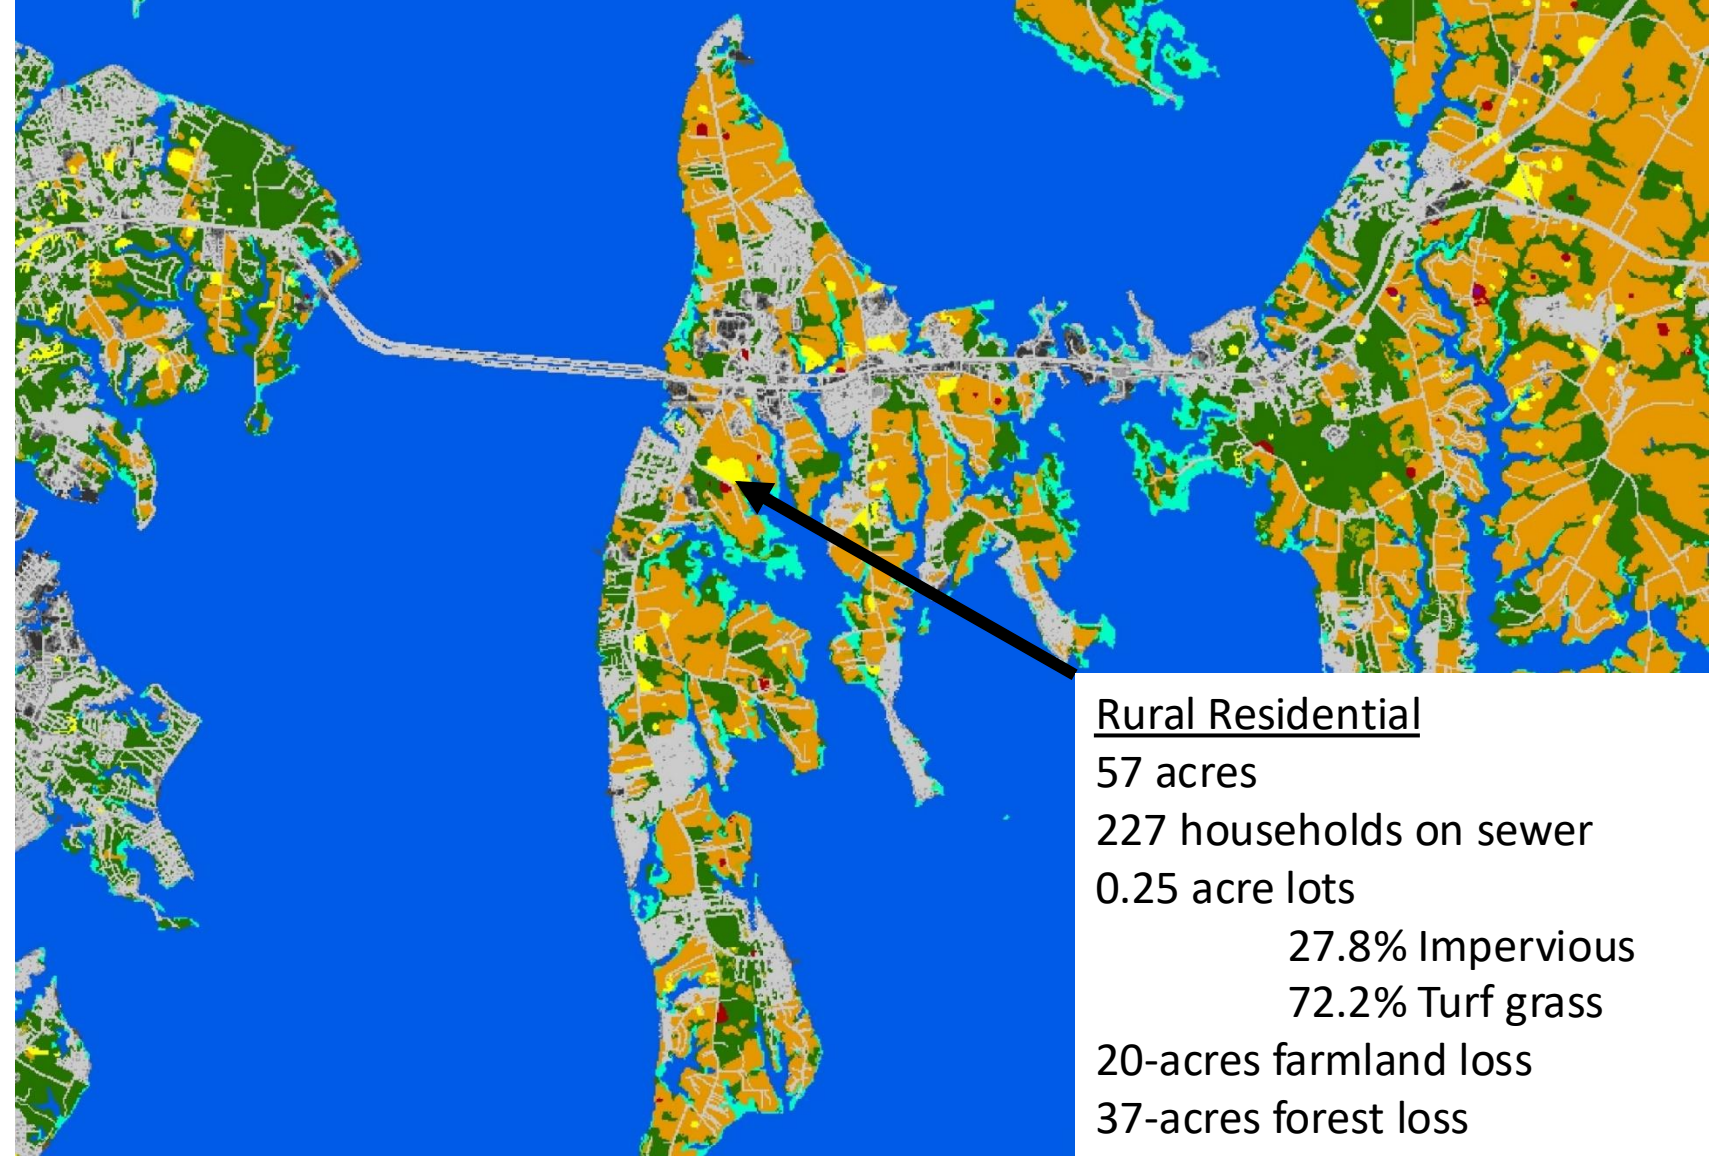 Rural Residential
57 acres
227 households on sewer
0.25 acre lots
27.8% Impervious
72.2% Turf grass
20-acres farmland loss
37-acres forest loss